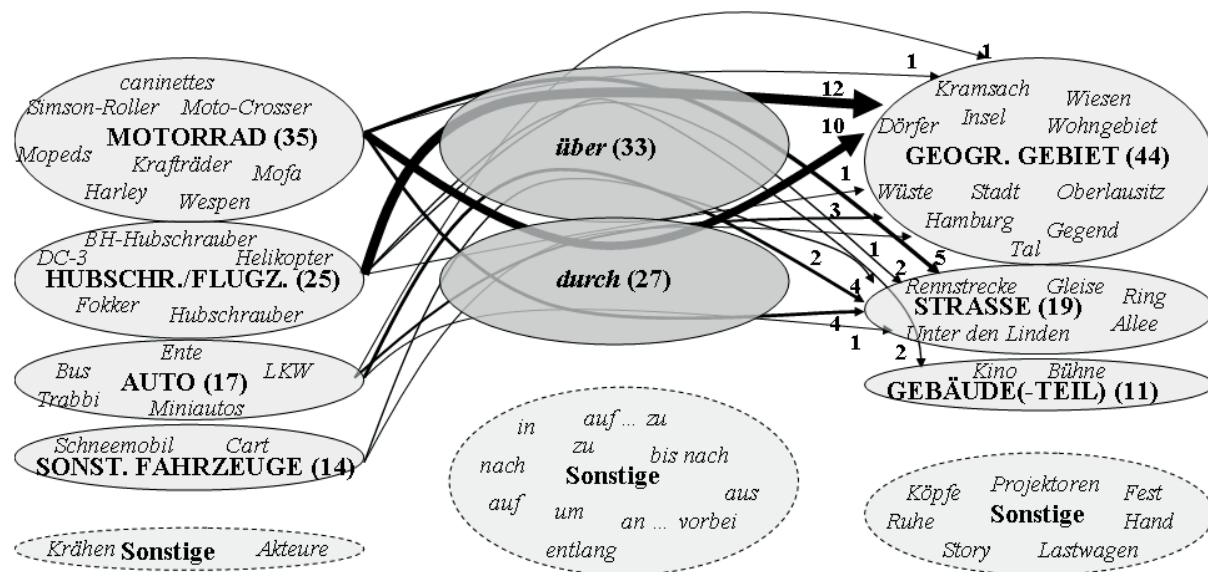 caninettes
Simson-Roller Moto-Crosser
MOTORRAD (35)
Mopeds Krafträder Mofa
Harley Wespen
BH-Hubschrauber
DC-3 Helikopter
HUBSCHR./FLUGZ. (25)
Fokker Hubschrauber
Ente
Bus LKW
AUTO (17)
Trabbi Miniautos
Schneemobil Cart
SONST. FAHRZEUGE (14)
Krähen Sonstige Akteure
über (33)
durch (27)
in auf ... zu
zu
nach bis nach
Sonstige
auf um aus
an ... vorbei
entlang
1
1
12
10
1
3
1
2
2
5
4
4
1
2
Kramsach Wiesen
Insel
Dörfer Wohngebiet
GEOGR. GEBIET (44)
Wüste Stadt Oberlausitz
Hamburg Gegend
Tal
Rennstrecke Gleise Ring
STRASSE (19)
Unter den Linden Allee
Kino Bühne
GEBÄUDE(-TEIL) (11)
Köpfe Projektoren Fest
Ruhe Sonstige Hand
Story Lastwagen